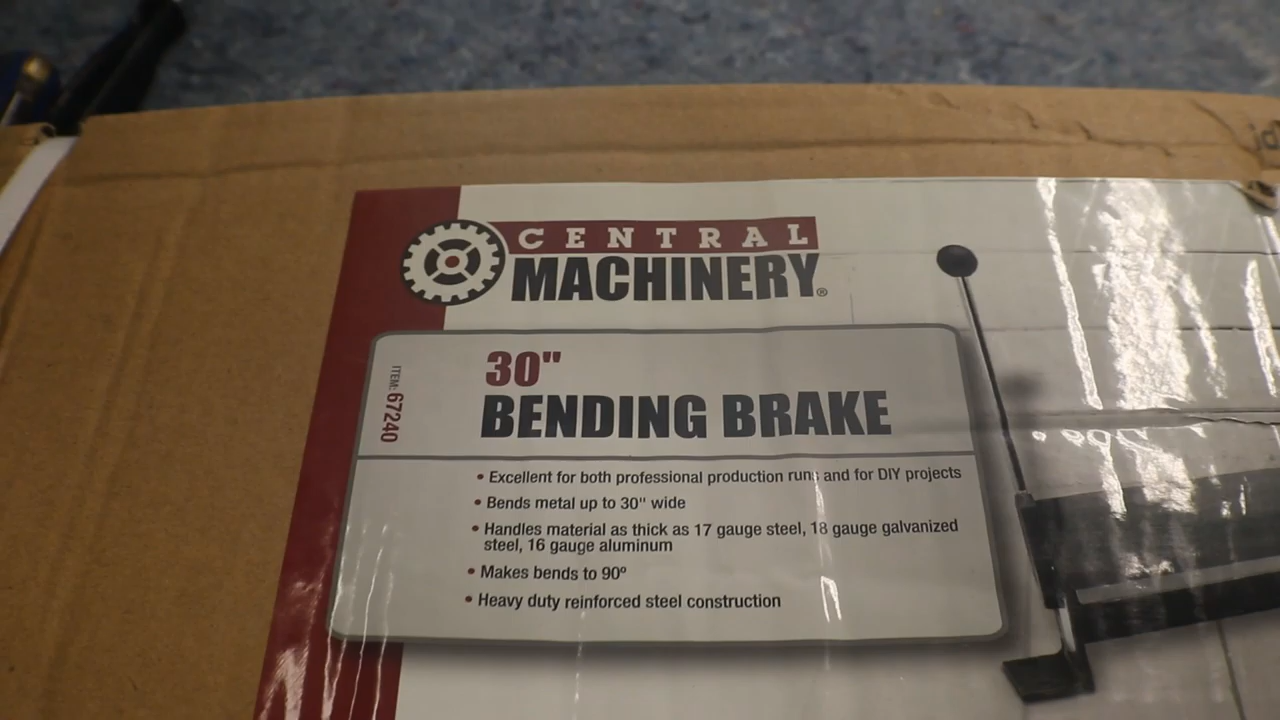 CENTRAL
MACHINERY®
ITEM: 67240
30"
BENDING BRAKE
• Excellent for both professional production runs and for DIY projects
• Bends metal up to 30" wide
• Handles material as thick as 17 gauge steel, 18 gauge galvanized
steel, 16 gauge aluminum
• Makes bends to 90º
• Heavy duty reinforced steel construction